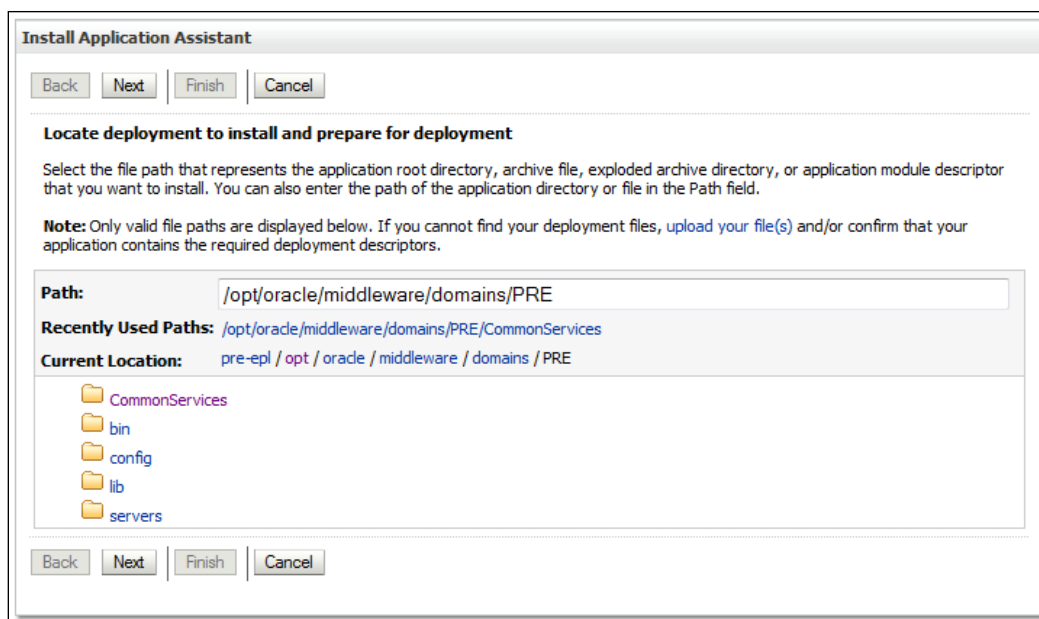 Install Application Assistant
Back Next Finish Cancel
Locate deployment to install and prepare for deployment
Select the file path that represents the application root directory, archive file, exploded archive directory, or application module descriptor
that you want to install. You can also enter the path of the application directory or file in the Path field.
Note: Only valid file paths are displayed below. If you cannot find your deployment files, upload your file(s) and/or confirm that your
application contains the required deployment descriptors.
Path: /opt/oracle/middleware/domains/PRE
Recently Used Paths: /opt/oracle/middleware/domains/PRE/CommonServices
Current Location: pre-epl / opt / oracle / middleware / domains / PRE
CommonServices
bin
config
lib
servers
Back Next Finish Cancel